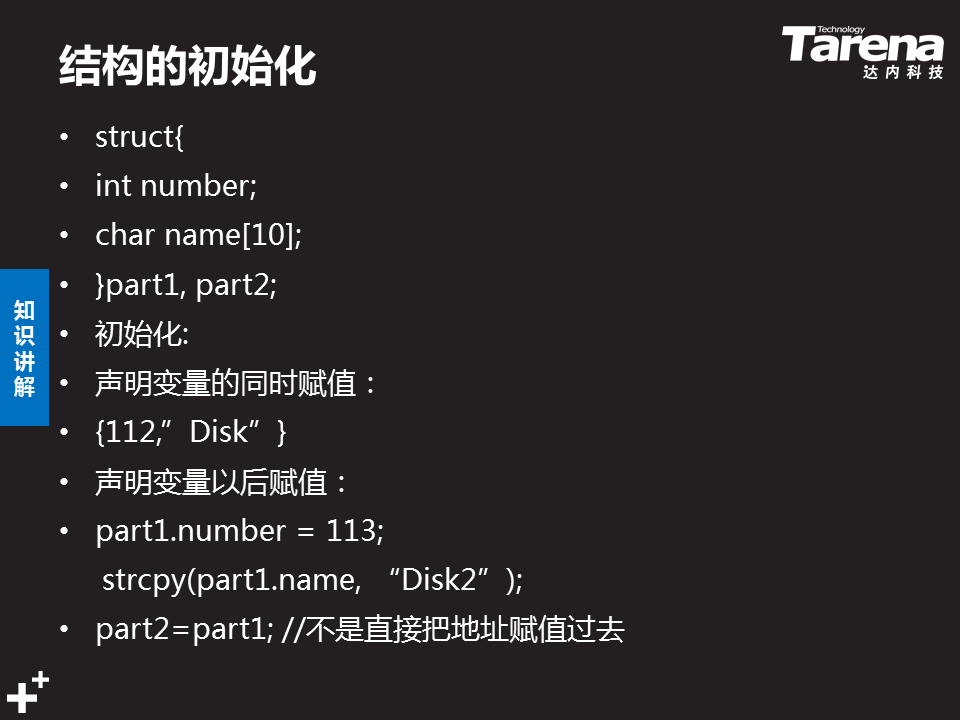 结构的初始化
Technology
Tarena
达内科技
• struct{
• int number;
• char name[10];
• }part1, part2;
• 初始化:
• 声明变量的同时赋值：
• {112,”Disk”}
• 声明变量以后赋值：
• part1.number = 113;
strcpy(part1.name, “Disk2”);
• part2=part1; //不是直接把地址赋值过去
知
识
讲
解